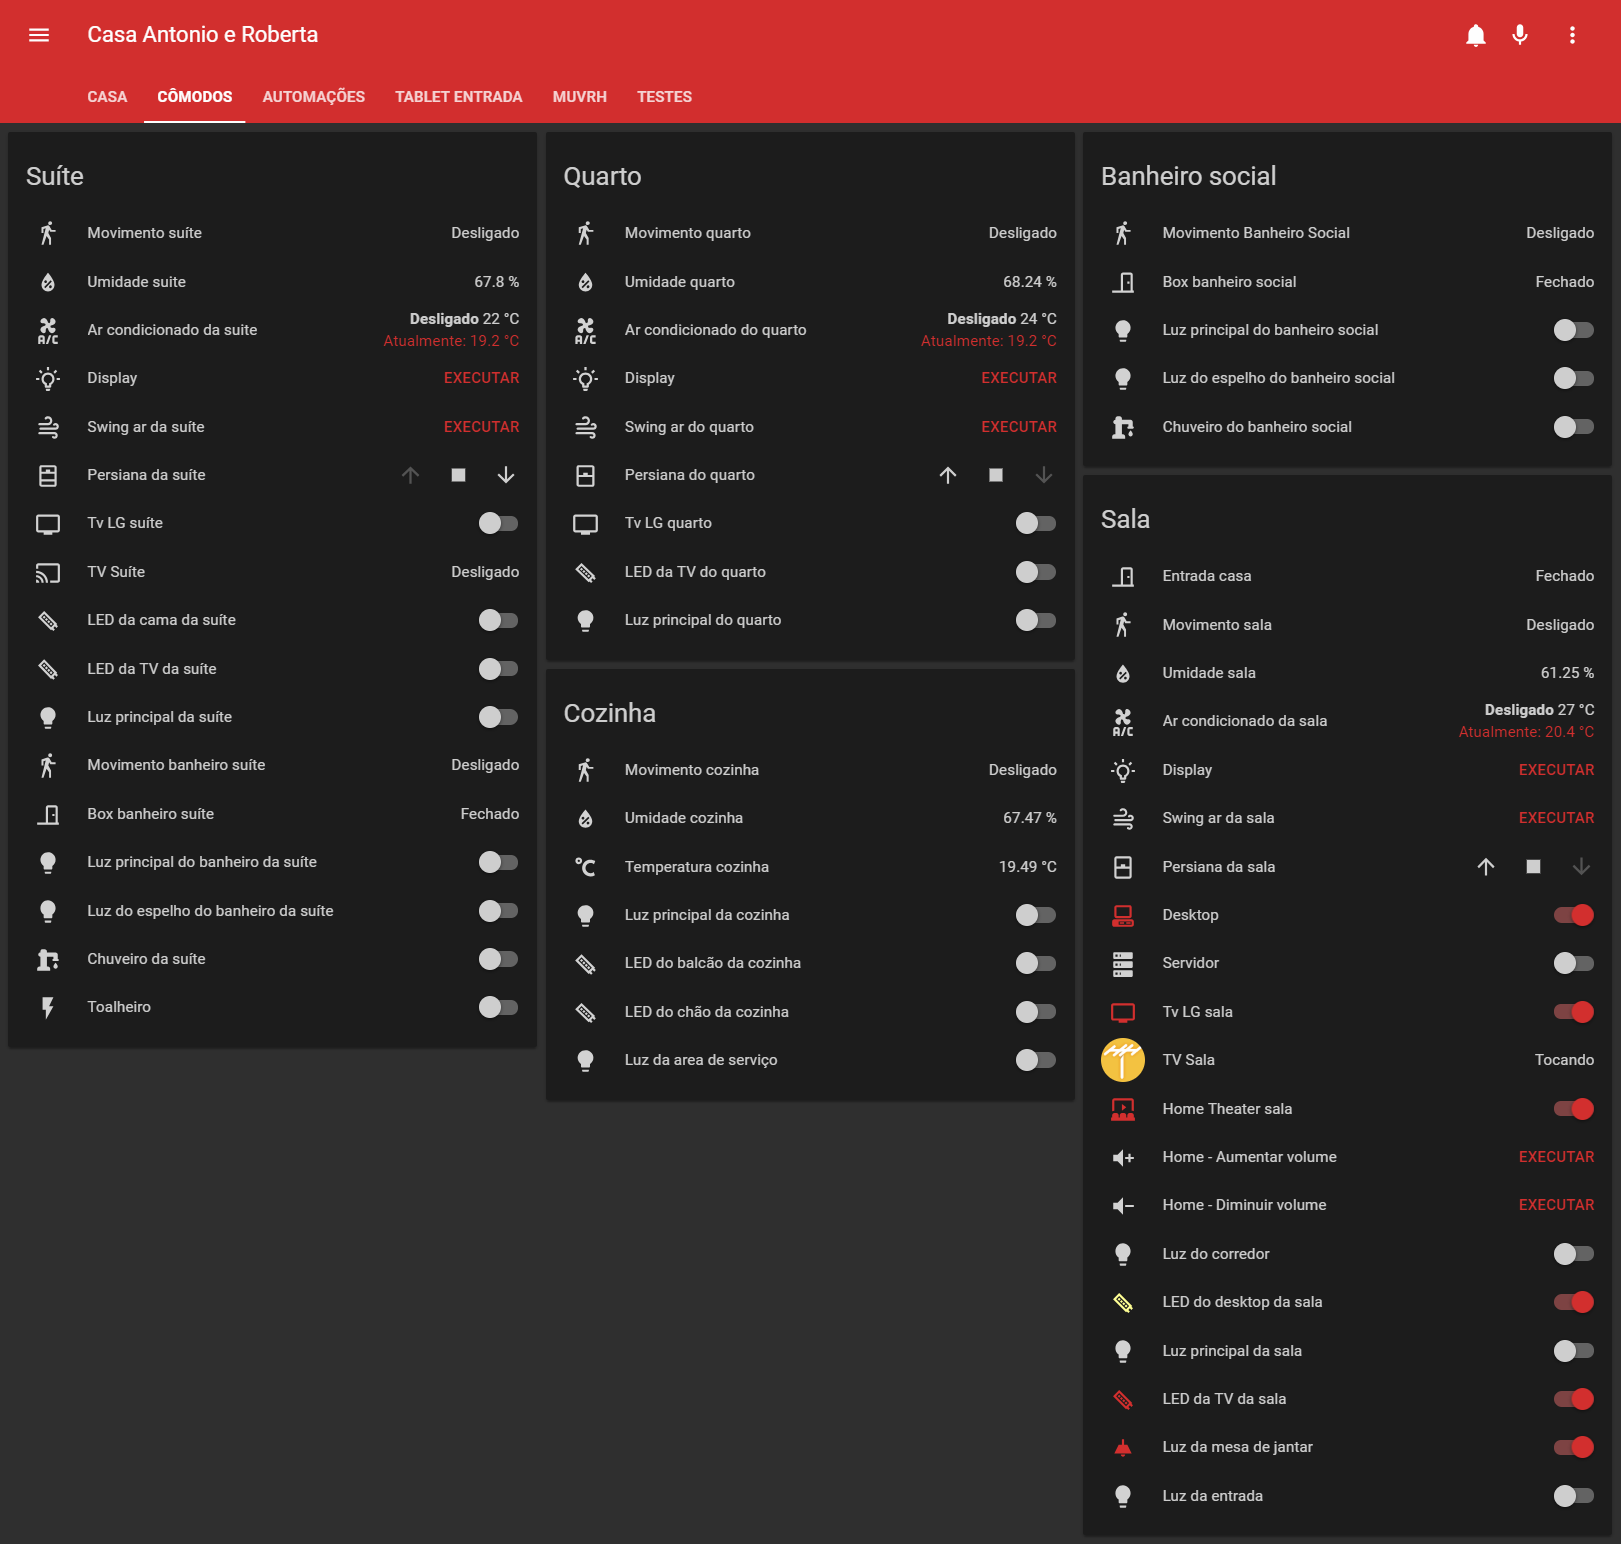 Casa Antonio e Roberta
CASA CÔMODOS AUTOMAÇÕES TABLET ENTRADA MUVRH TESTES
Suíte
Movimento suíte Desligado
Umidade suite 67.8 %
Ar condicionado da suite Desligado 22 °C
Atualmente: 19.2 °C
Display EXECUTAR
Swing ar da suíte EXECUTAR
Persiana da suíte
Tv LG suíte
TV Suíte Desligado
LED da cama da suíte
LED da TV da suíte
Luz principal da suíte
Movimento banheiro suíte Desligado
Box banheiro suíte Fechado
Luz principal do banheiro da suíte
Luz do espelho do banheiro da suíte
Chuveiro da suíte
Toalheiro
Quarto
Movimento quarto Desligado
Umidade quarto 68.24 %
Ar condicionado do quarto Desligado 24 °C
Atualmente: 19.2 °C
Display EXECUTAR
Swing ar do quarto EXECUTAR
Persiana do quarto
Tv LG quarto
LED da TV do quarto
Luz principal do quarto
Cozinha
Movimento cozinha Desligado
Umidade cozinha 67.47 %
Temperatura cozinha 19.49 °C
Luz principal da cozinha
LED do balcão da cozinha
LED do chão da cozinha
Luz da area de serviço
Banheiro social
Movimento Banheiro Social Desligado
Box banheiro social Fechado
Luz principal do banheiro social
Luz do espelho do banheiro social
Chuveiro do banheiro social
Sala
Entrada casa Fechado
Movimento sala Desligado
Umidade sala 61.25 %
Ar condicionado da sala Desligado 27 °C
Atualmente: 20.4 °C
Display EXECUTAR
Swing ar da sala EXECUTAR
Persiana da sala
Desktop
Servidor
Tv LG sala
TV Sala Tocando
Home Theater sala
Home - Aumentar volume EXECUTAR
Home - Diminuir volume EXECUTAR
Luz do corredor
LED do desktop da sala
Luz principal da sala
LED da TV da sala
Luz da mesa de jantar
Luz da entrada